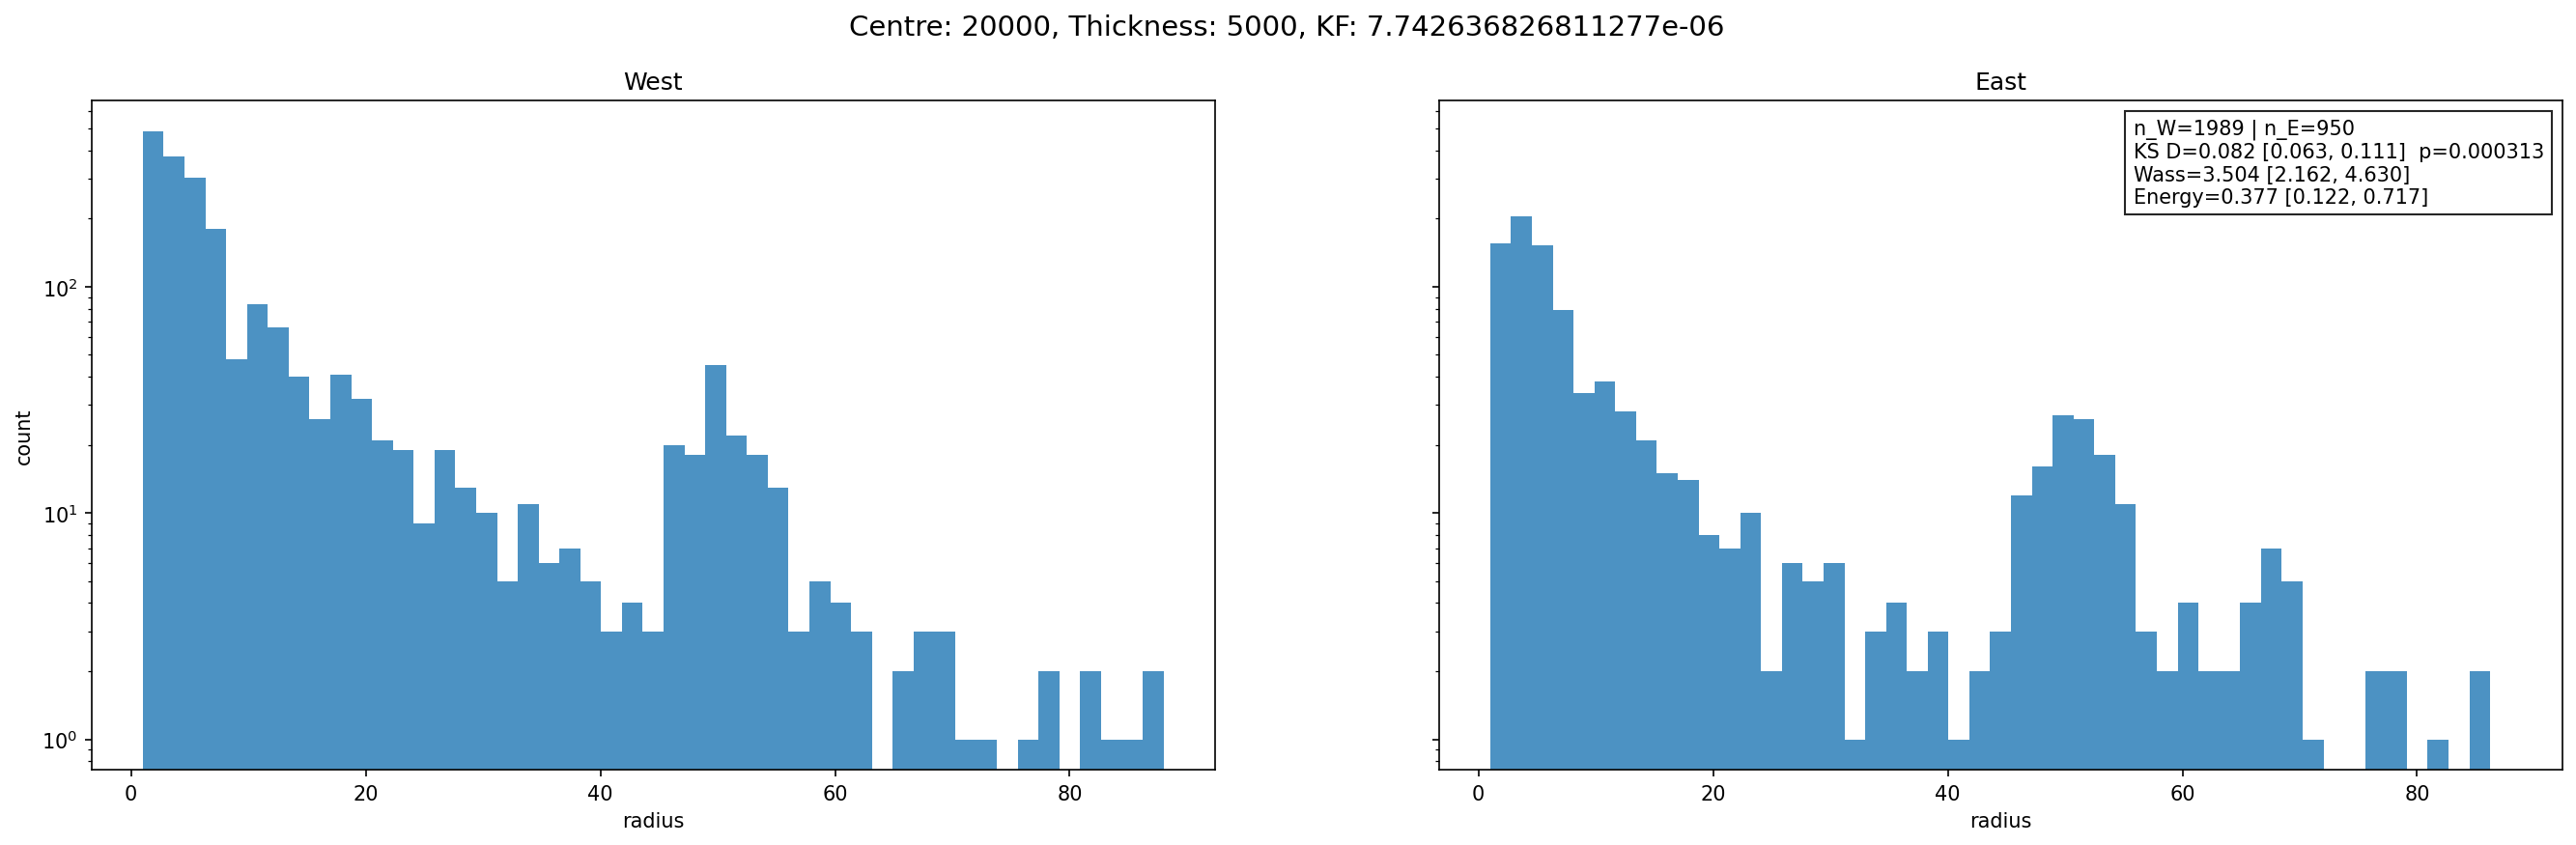 Centre: 20000, Thickness: 5000, KF: 7.742636826811277e-06
West
count
10²
10¹
10⁰
0 20 40 60 80
radius
East
n_W=1989 | n_E=950
KS D=0.082 [0.063, 0.111] p=0.000313
Wass=3.504 [2.162, 4.630]
Energy=0.377 [0.122, 0.717]
0 20 40 60 80
radius